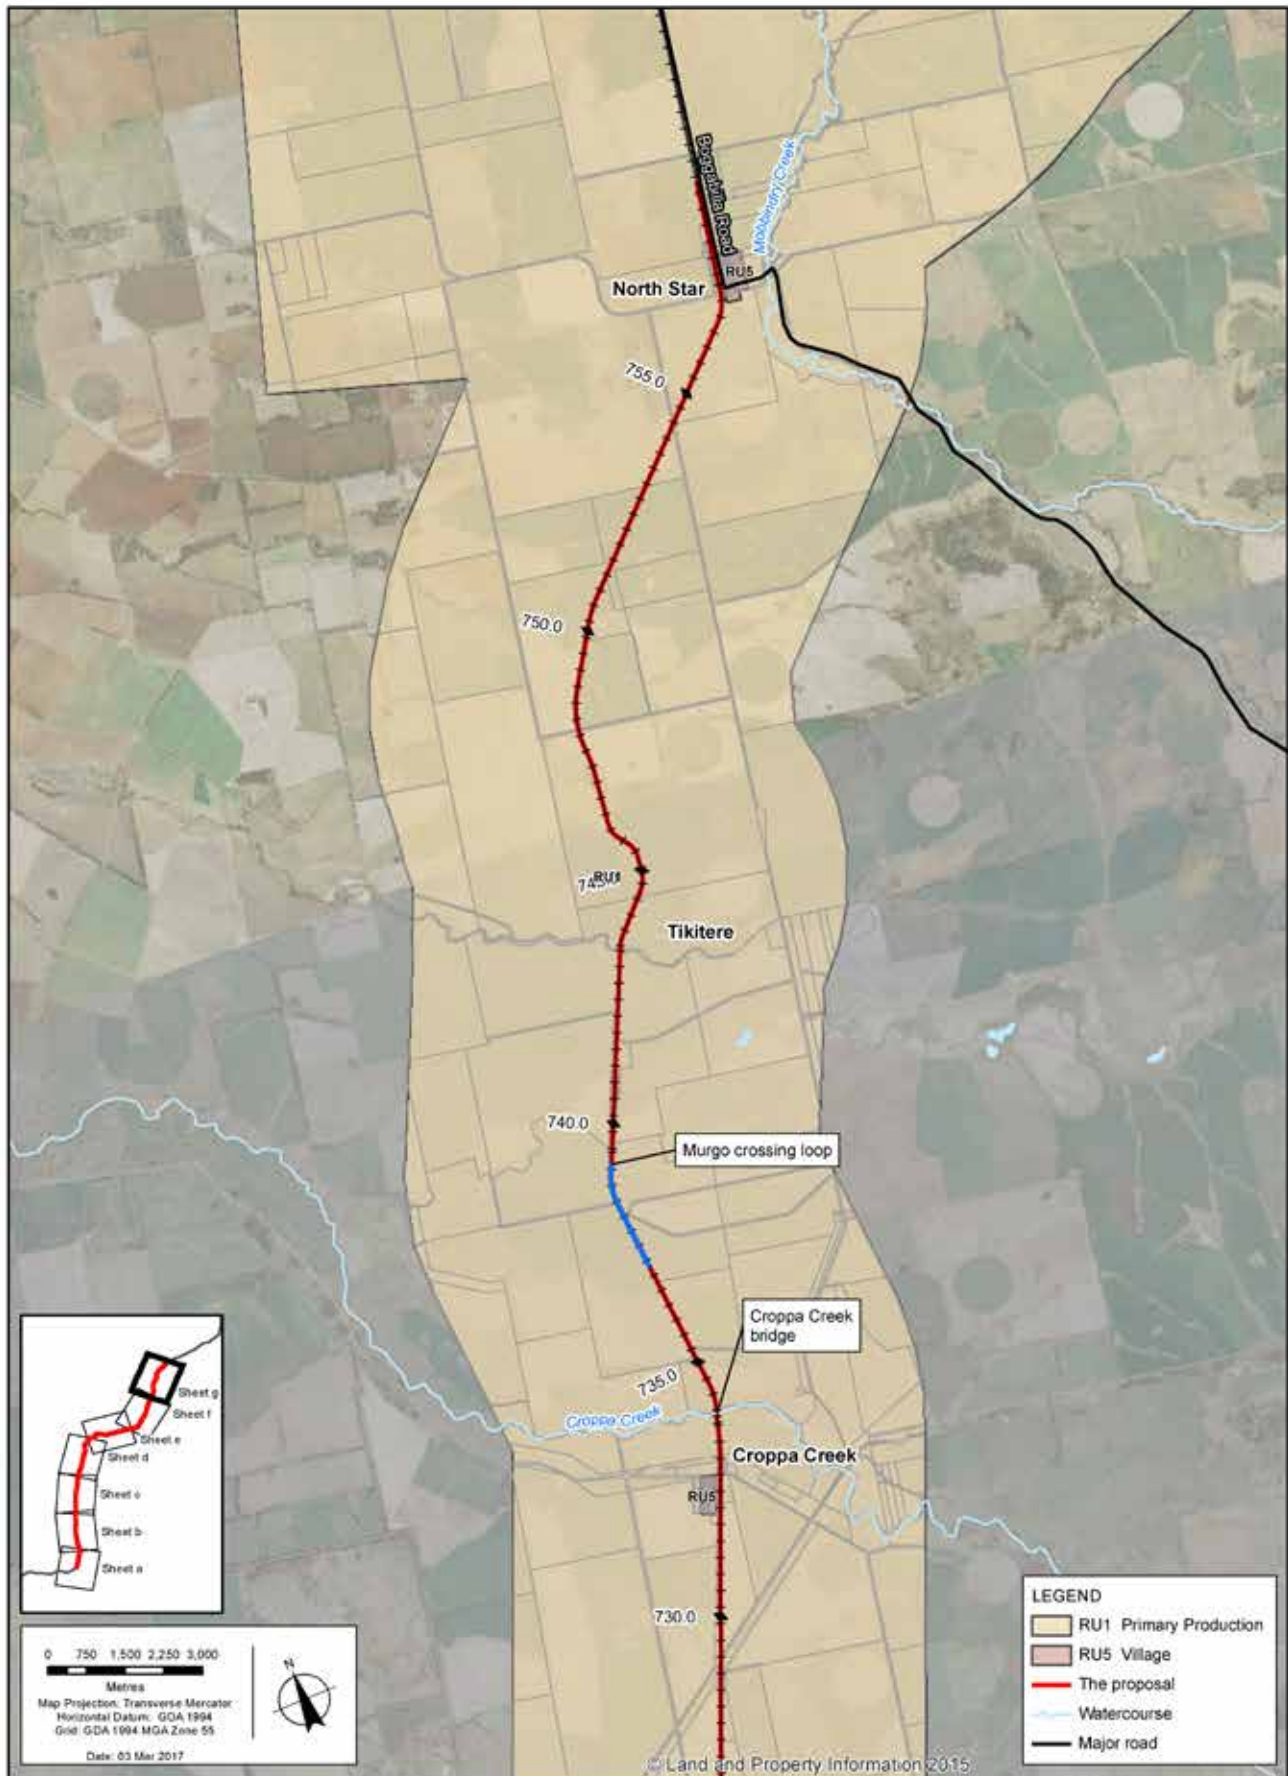 Boggabilla Road
Mobbindry Creek
RU5
North Star
755.0
750.0
RU1
Tikitere
740.0
Murgo crossing loop
Croppa Creek
bridge
735.0
Croppa Creek
Croppa Creek
RU5
730.0
Sheet g
Sheet f
Sheet e
Sheet d
Sheet c
Sheet b
Sheet a
0 750 1,500 2,250 3,000
Metres
Map Projection: Transverse Mercator
Horizontal Datum: GDA 1994
Grid: GDA 1994 MGA Zone 55
Date: 03 Mar 2017
N
LEGEND
RU1 Primary Production
RU5 Village
The proposal
Watercourse
Major road
© Land and Property Information 2015